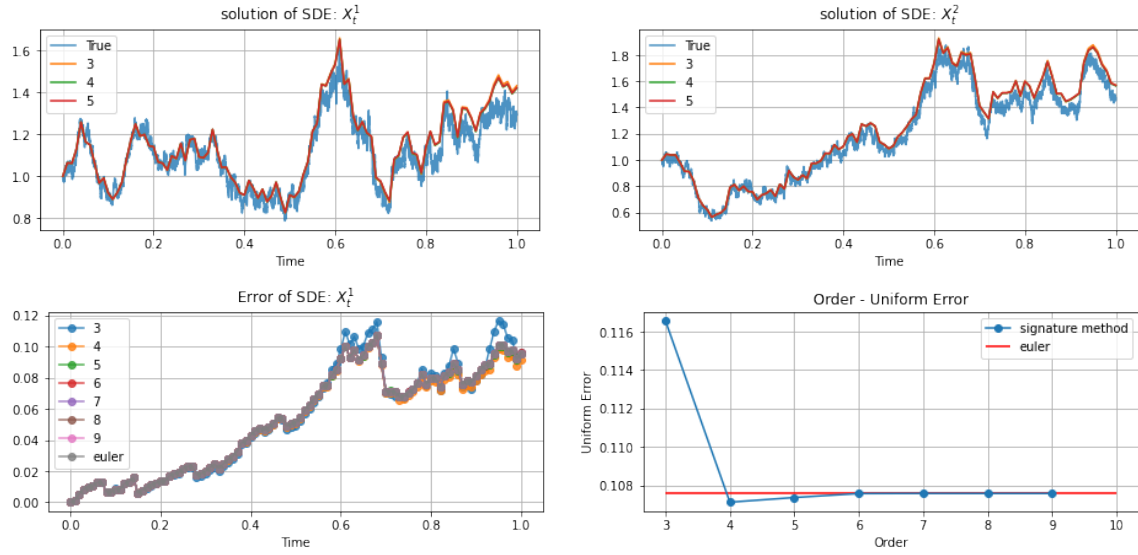 solution of SDE: X_t^1
True
3
4
5
1.6
1.4
1.2
1.0
0.8
0.0 0.2 0.4 0.6 0.8 1.0
Time
solution of SDE: X_t^2
True
3
4
5
1.8
1.6
1.4
1.2
1.0
0.8
0.6
0.0 0.2 0.4 0.6 0.8 1.0
Time
Error of SDE: X_t^1
3
4
5
6
7
8
9
euler
0.12
0.10
0.08
0.06
0.04
0.02
0.00
0.0 0.2 0.4 0.6 0.8 1.0
Time
Order - Uniform Error
signature method
euler
Uniform Error
0.116
0.114
0.112
0.110
0.108
3 4 5 6 7 8 9 10
Order